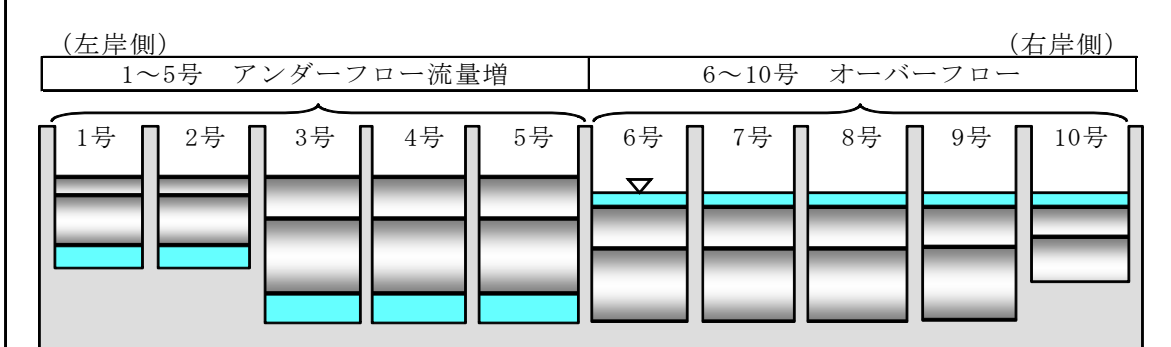 (左岸側) (右岸側)
1～5号 アンダーフロー流量増 6～10号 オーバーフロー
1号 2号 3号 4号 5号 6号 7号 8号 9号 10号